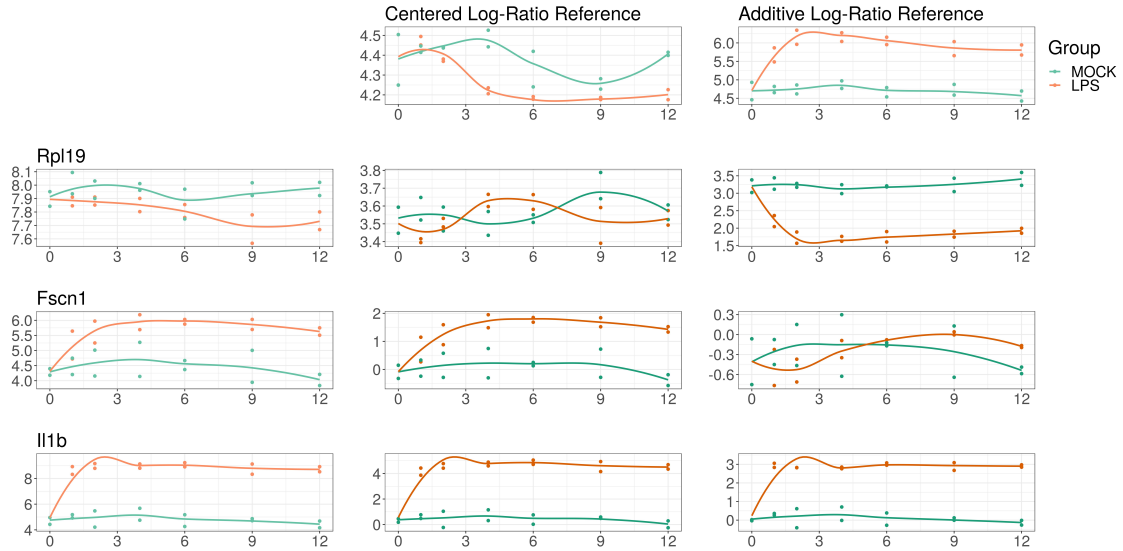 Centered Log-Ratio Reference Additive Log-Ratio Reference
4.5
4.4
4.3
4.2
0 3 6 9 12
6.0
5.5
5.0
4.5
0 3 6 9 12
Group
MOCK
LPS
Rpl19
8.1
8.0
7.9
7.8
7.7
7.6
0 3 6 9 12
3.8
3.7
3.6
3.5
3.4
0 3 6 9 12
3.5
3.0
2.5
2.0
1.5
0 3 6 9 12
Fscn1
6.0
5.5
5.0
4.5
4.0
0 3 6 9 12
2
1
0
0 3 6 9 12
0.3
0.0
-0.3
-0.6
0 3 6 9 12
Il1b
8
6
4
0 3 6 9 12
4
2
0
0 3 6 9 12
3
2
1
0
0 3 6 9 12